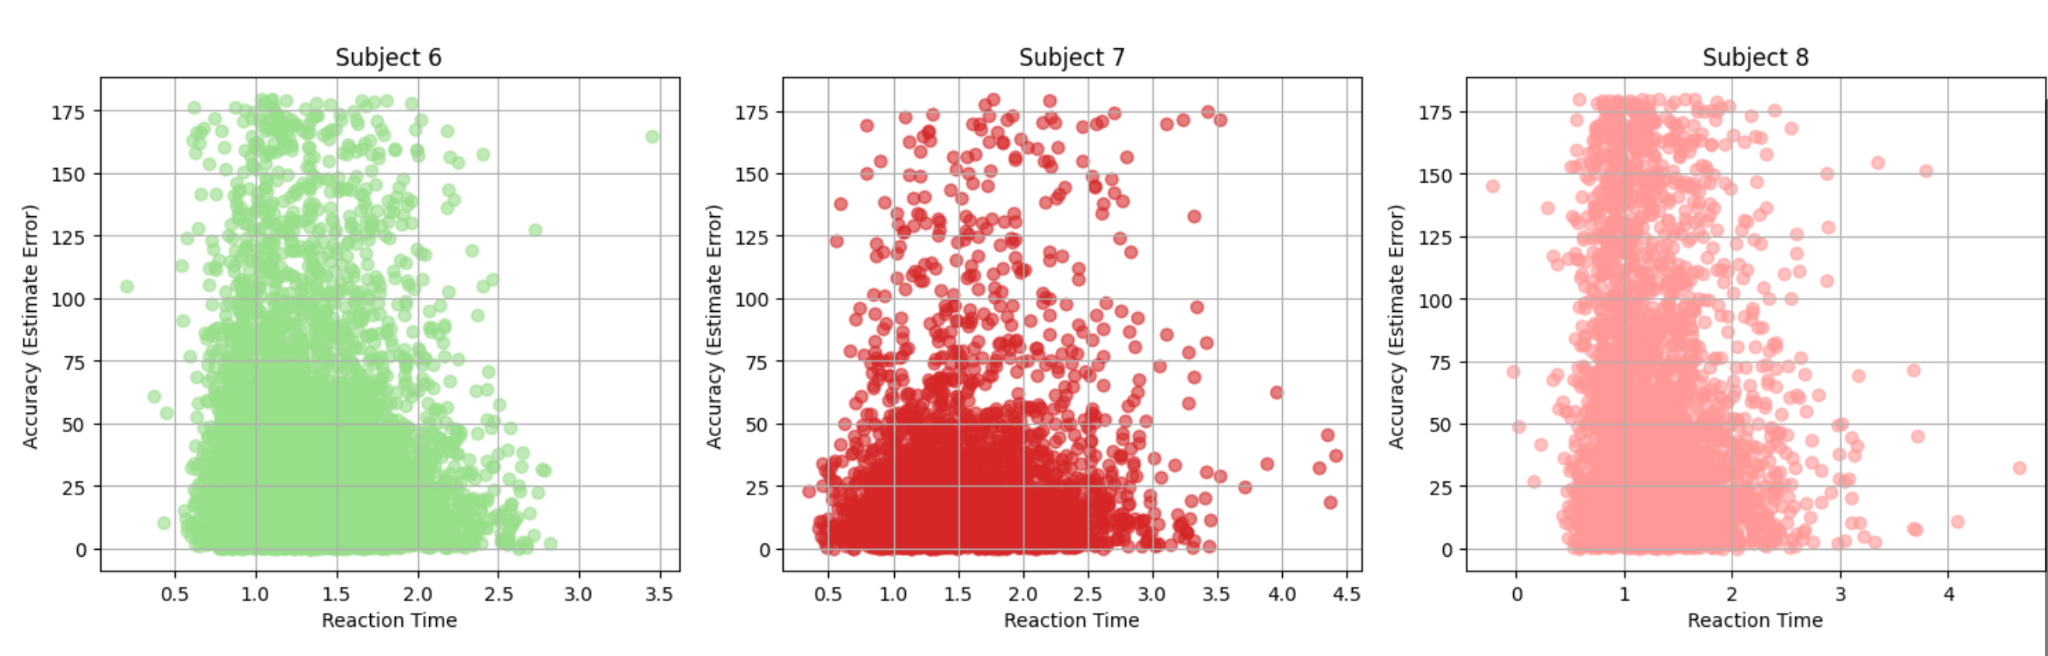 Subject 6
175
150
125
100
75
50
25
0
Accuracy (Estimate Error)
0.5 1.0 1.5 2.0 2.5 3.0 3.5
Reaction Time
Subject 7
175
150
125
100
75
50
25
0
Accuracy (Estimate Error)
0.5 1.0 1.5 2.0 2.5 3.0 3.5 4.0 4.5
Reaction Time
Subject 8
175
150
125
100
75
50
25
0
Accuracy (Estimate Error)
0 1 2 3 4
Reaction Time